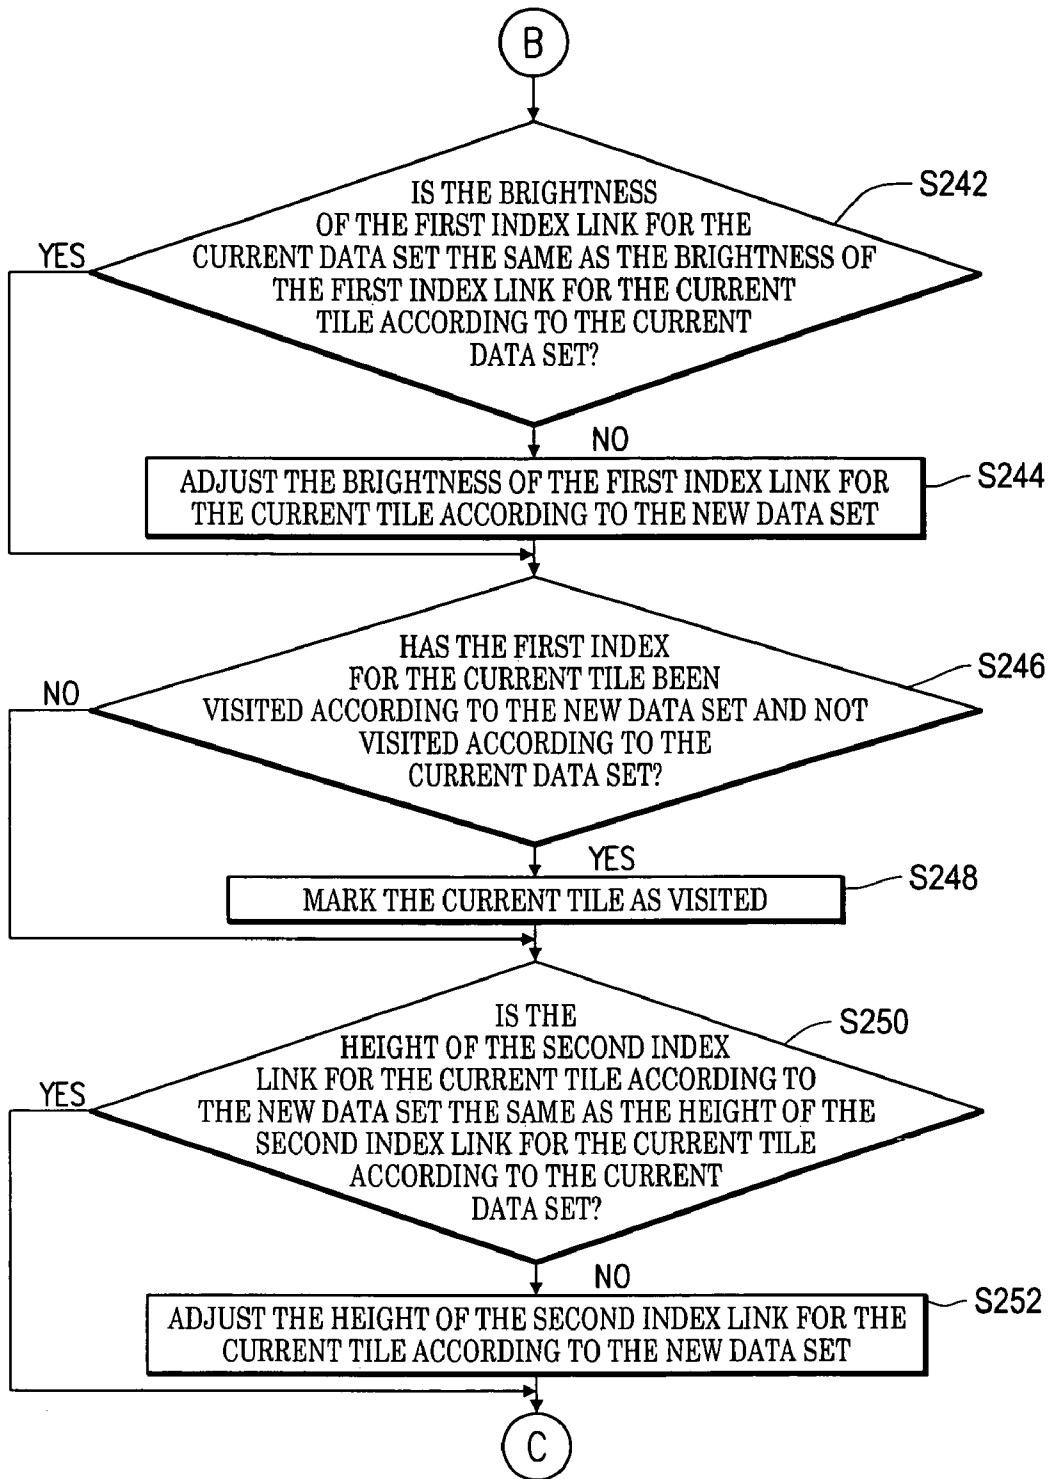 B
IS THE BRIGHTNESS
OF THE FIRST INDEX LINK FOR THE
CURRENT DATA SET THE SAME AS THE BRIGHTNESS OF
THE FIRST INDEX LINK FOR THE CURRENT
TILE ACCORDING TO THE CURRENT
DATA SET?
S242
YES
NO
ADJUST THE BRIGHTNESS OF THE FIRST INDEX LINK FOR
THE CURRENT TILE ACCORDING TO THE NEW DATA SET
S244
HAS THE FIRST INDEX
FOR THE CURRENT TILE BEEN
VISITED ACCORDING TO THE NEW DATA SET AND NOT
VISITED ACCORDING TO THE
CURRENT DATA SET?
S246
NO
YES
MARK THE CURRENT TILE AS VISITED
S248
IS THE
HEIGHT OF THE SECOND INDEX
LINK FOR THE CURRENT TILE ACCORDING TO
THE NEW DATA SET THE SAME AS THE HEIGHT OF THE
SECOND INDEX LINK FOR THE CURRENT TILE
ACCORDING TO THE CURRENT
DATA SET?
S250
YES
NO
ADJUST THE HEIGHT OF THE SECOND INDEX LINK FOR THE
CURRENT TILE ACCORDING TO THE NEW DATA SET
S252
C